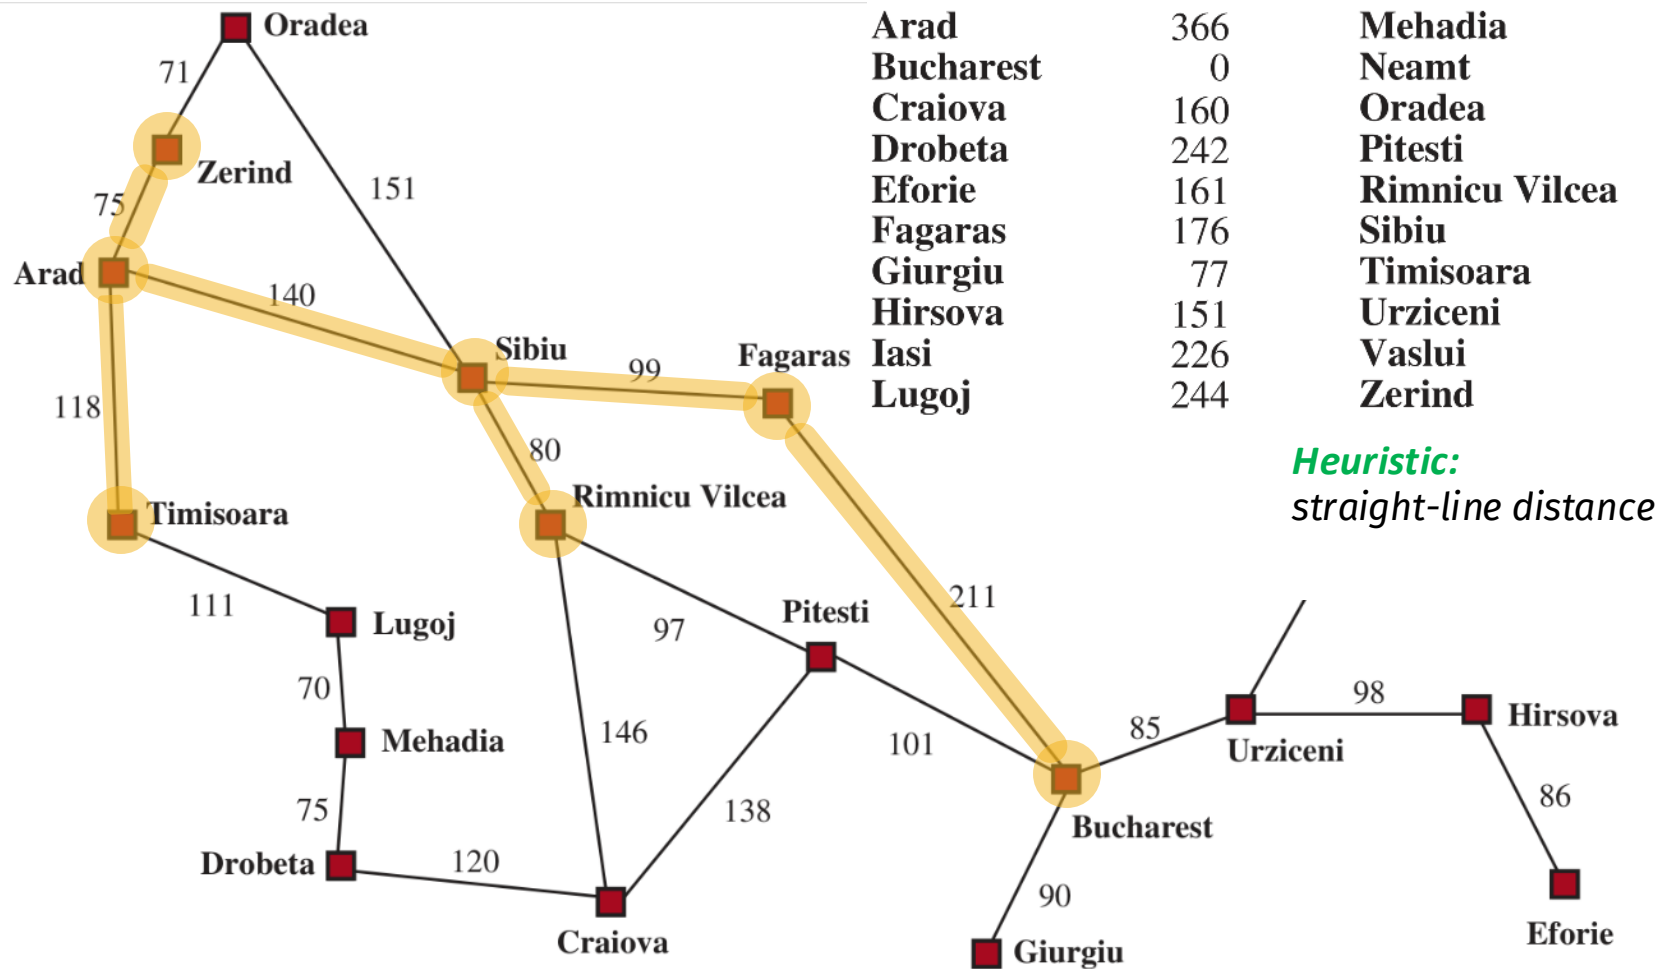 Arad 366 Mehadia
Bucharest 0 Neamt
Craiova 160 Oradea
Drobeta 242 Pitesti
Eforie 161 Rimnicu Vilcea
Fagaras 176 Sibiu
Giurgiu 77 Timisoara
Hirsova 151 Urziceni
Iasi 226 Vaslui
Lugoj 244 Zerind
Heuristic:
straight-line distance
Oradea
71
Zerind
151
75
Arad
140
Sibiu
Fagaras
99
118
80
Rimnicu Vilcea
Timisoara
211
111
Pitesti
Lugoj
97
70
98
Hirsova
146
85
Mehadia
101
Urziceni
75
138
86
Bucharest
Drobeta
120
90
Eforie
Craiova
Giurgiu